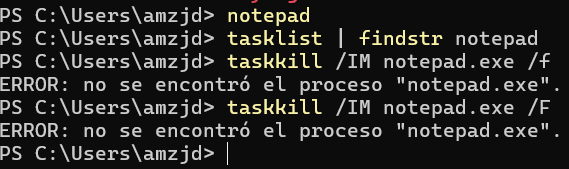 PS C:\Users\amzjd> notepad
PS C:\Users\amzjd> tasklist | findstr notepad
PS C:\Users\amzjd> taskkill /IM notepad.exe /f
ERROR: no se encontró el proceso "notepad.exe".
PS C:\Users\amzjd> taskkill /IM notepad.exe /F
ERROR: no se encontró el proceso "notepad.exe".
PS C:\Users\amzjd>